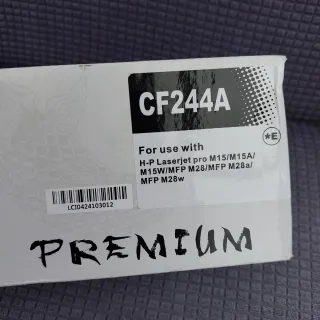 CF244A
*E
For use with
H-P Laserjet pro M15/M15A/
M15W/MFP M28/MFP M28a/
MFP M28w
LCI0424103012
PREMIUM